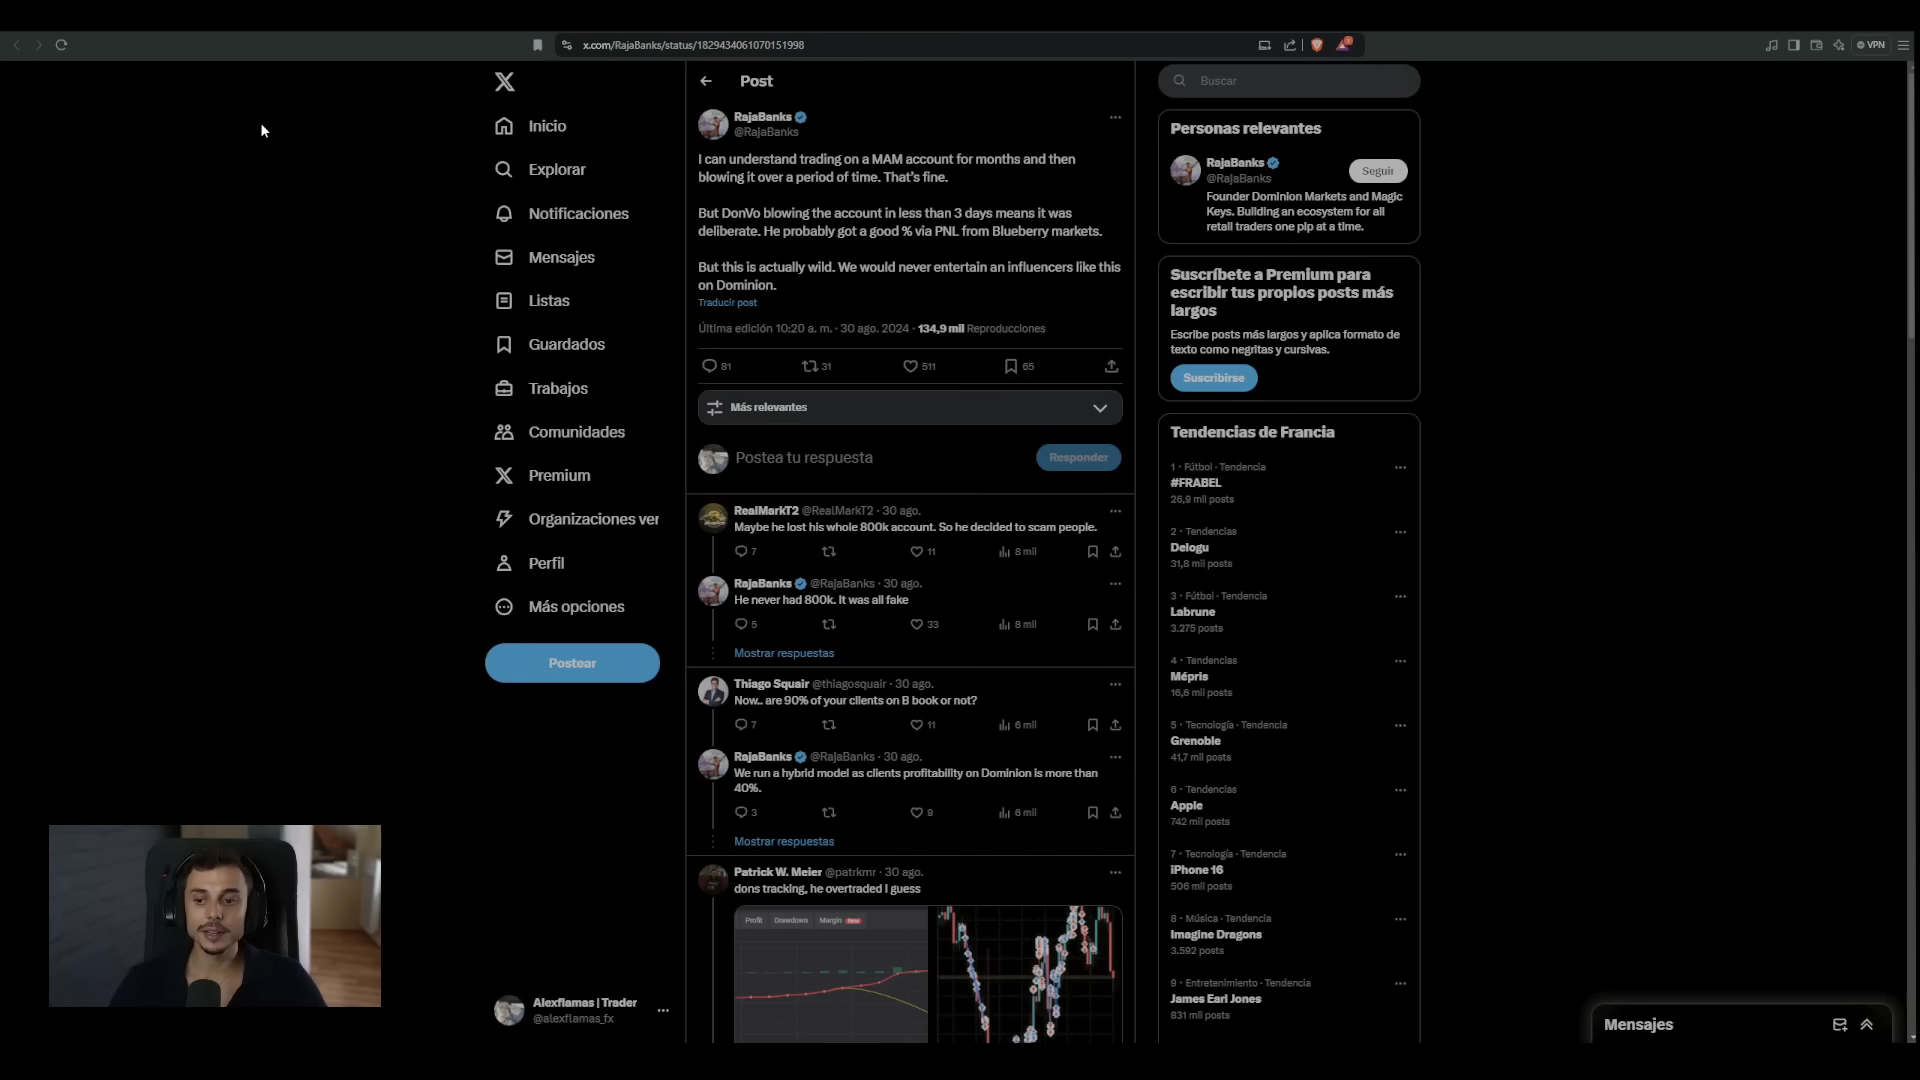 x.com/RajaBanks/status/1829434061070151998
VPN
Inicio
Explorar
Notificaciones
Mensajes
Listas
Guardados
Trabajos
Comunidades
Premium
Organizaciones ver
Perfil
Más opciones
Postear
Alexflamas | Trader
@alexflamas_fx
Post
RajaBanks
@RajaBanks
I can understand trading on a MAM account for months and then
blowing it over a period of time. That's fine.
But DonVo blowing the account in less than 3 days means it was
deliberate. He probably got a good % via PNL from Blueberry markets.
But this is actually wild. We would never entertain an influencers like this
on Dominion.
Traducir post
Última edición 10:20 a. m. · 30 ago. 2024 · 134,9 mil Reproducciones
81 31 511 65
Más relevantes
Postea tu respuesta
Responder
RealMarkT2 @RealMarkT2 · 30 ago.
Maybe he lost his whole 800k account. So he decided to scam people.
7 11 8 mil
RajaBanks @RajaBanks · 30 ago.
He never had 800k. It was all fake
5 33 8 mil
Mostrar respuestas
Thiago Squair @thiagosquair · 30 ago.
Now.. are 90% of your clients on B book or not?
7 11 6 mil
RajaBanks @RajaBanks · 30 ago.
We run a hybrid model as clients profitability on Dominion is more than
40%.
3 9 6 mil
Mostrar respuestas
Patrick W. Meier @patrkmr · 30 ago.
dons tracking, he overtraded I guess
Profit Drawdown Margin New
Buscar
Personas relevantes
RajaBanks
@RajaBanks
Seguir
Founder Dominion Markets and Magic
Keys. Building an ecosystem for all
retail traders one pip at a time.
Suscríbete a Premium para
escribir tus propios posts más
largos
Escribe posts más largos y aplica formato de
texto como negritas y cursivas.
Suscribirse
Tendencias de Francia
1 · Fútbol · Tendencia
#FRABEL
26,9 mil posts
2 · Tendencias
Delogu
31,8 mil posts
3 · Fútbol · Tendencia
Labrune
3.275 posts
4 · Tendencias
Mépris
16,6 mil posts
5 · Tecnología · Tendencia
Grenoble
41,7 mil posts
6 · Tendencias
Apple
742 mil posts
7 · Tecnología · Tendencia
iPhone 16
506 mil posts
8 · Música · Tendencia
Imagine Dragons
3.592 posts
9 · Entretenimiento · Tendencia
James Earl Jones
831 mil posts
Mensajes